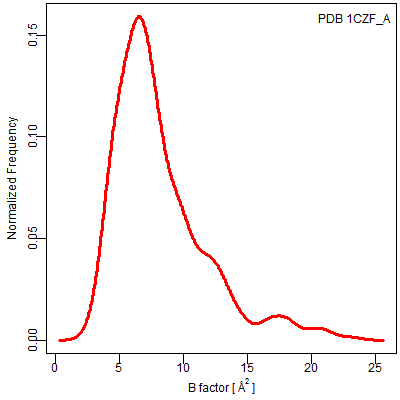 PDB 1CZF_A
Normalized Frequency
0.15
0.10
0.05
0.00
0 5 10 15 20 25
B factor [ Å² ]